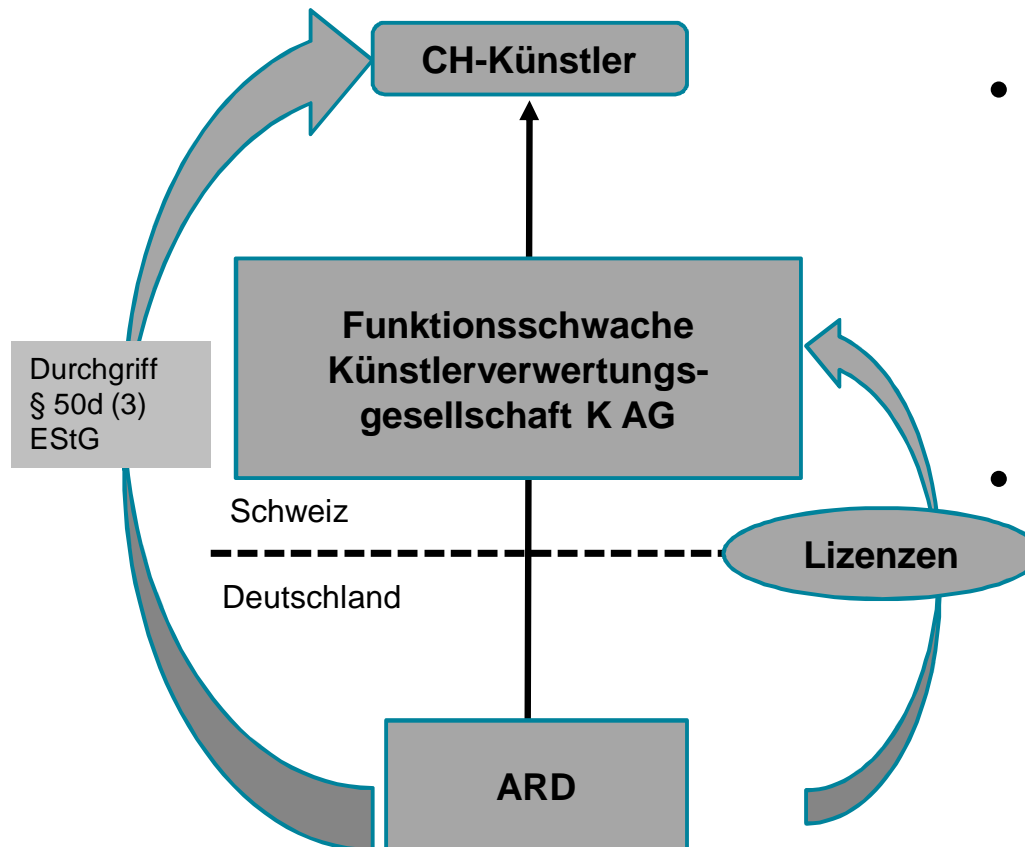 CH-Künstler
Funktionsschwache
Künstlerverwertungs-
gesellschaft K AG
Durchgriff
§ 50d (3)
EStG
Schweiz
Lizenzen
Deutschland
ARD